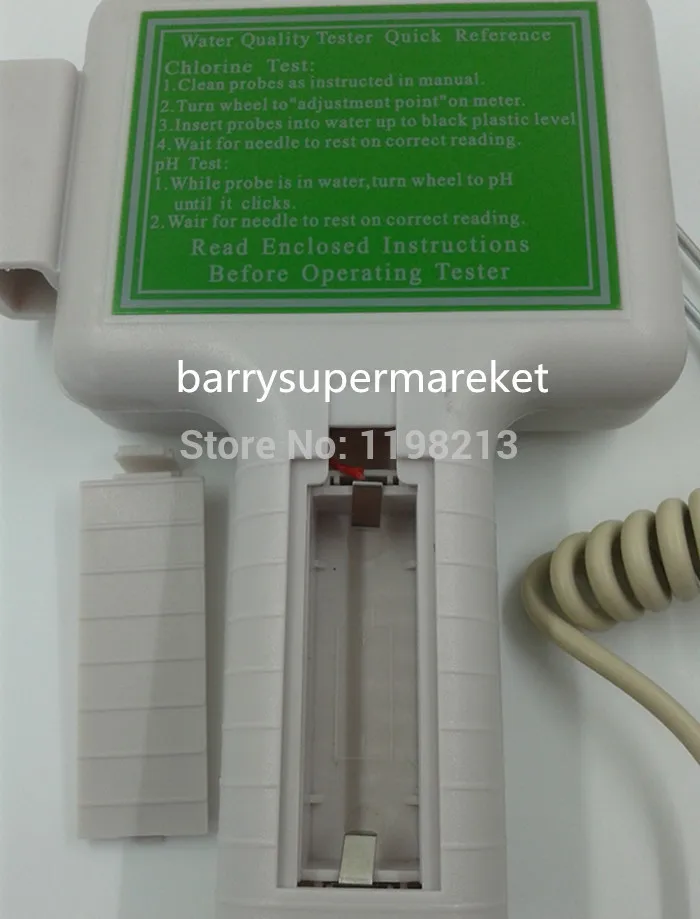 Water Quality Tester Quick Reference
Chlorine Test:
1.Clean probes as instructed in manual.
2.Turn wheel to"adjustment point"on meter.
3.Insert probes into water up to black plastic level
4.Wait for needle to rest on correct reading.
pH Test:
1.While probe is in water,turn wheel to pH
until it clicks.
2.Wair for needle to rest on correct reading.
Read Enclosed Instructions
Before Operating Tester
barrysupermareket
Store No: 1198213